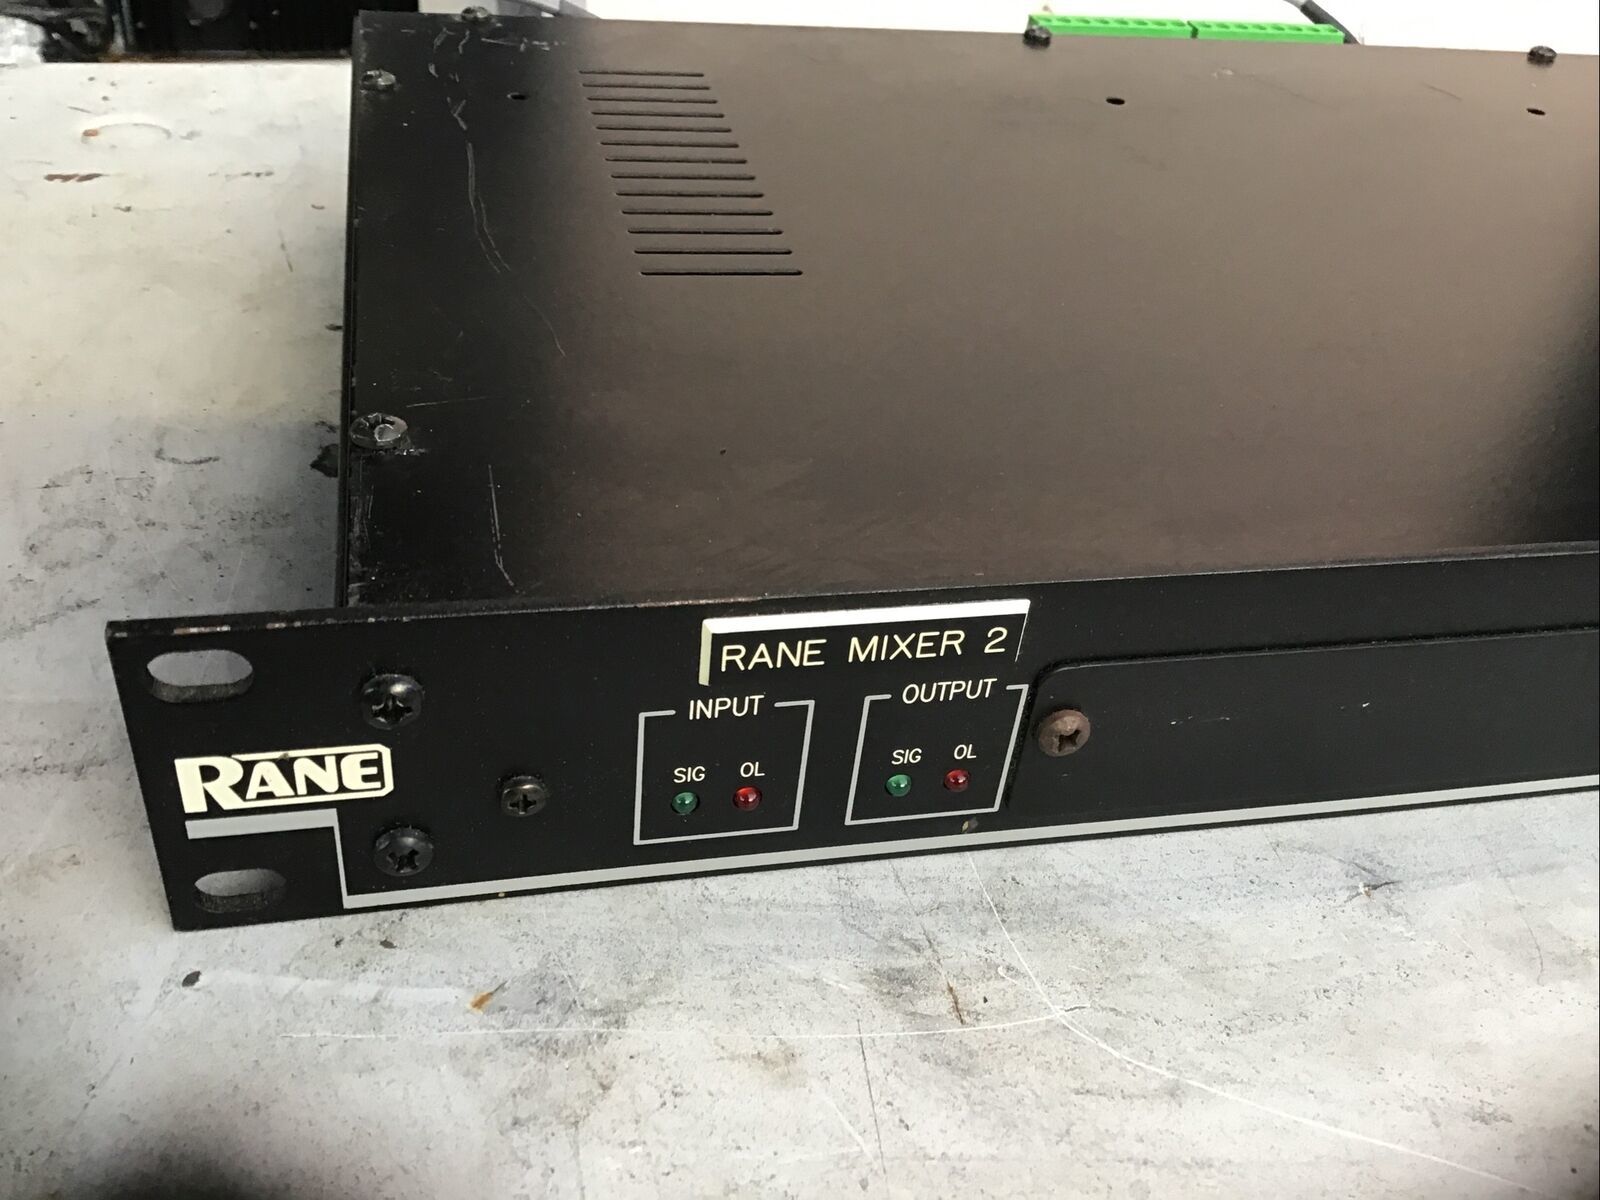 RANE MIXER 2
INPUT
OUTPUT
SIG OL
SIG OL
RANE